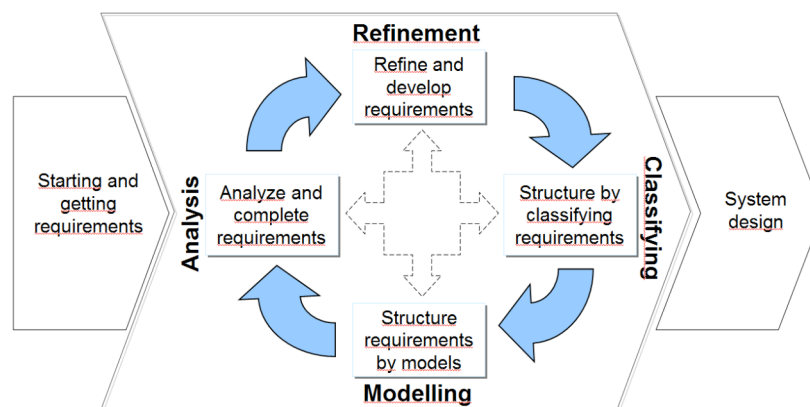 Refinement
Refine and
develop
requirements
Starting and
getting
requirements
Analysis
Analyze and
complete
requirements
Structure by
classifying
requirements
Classifying
System
design
Structure
requirements
by models
Modelling